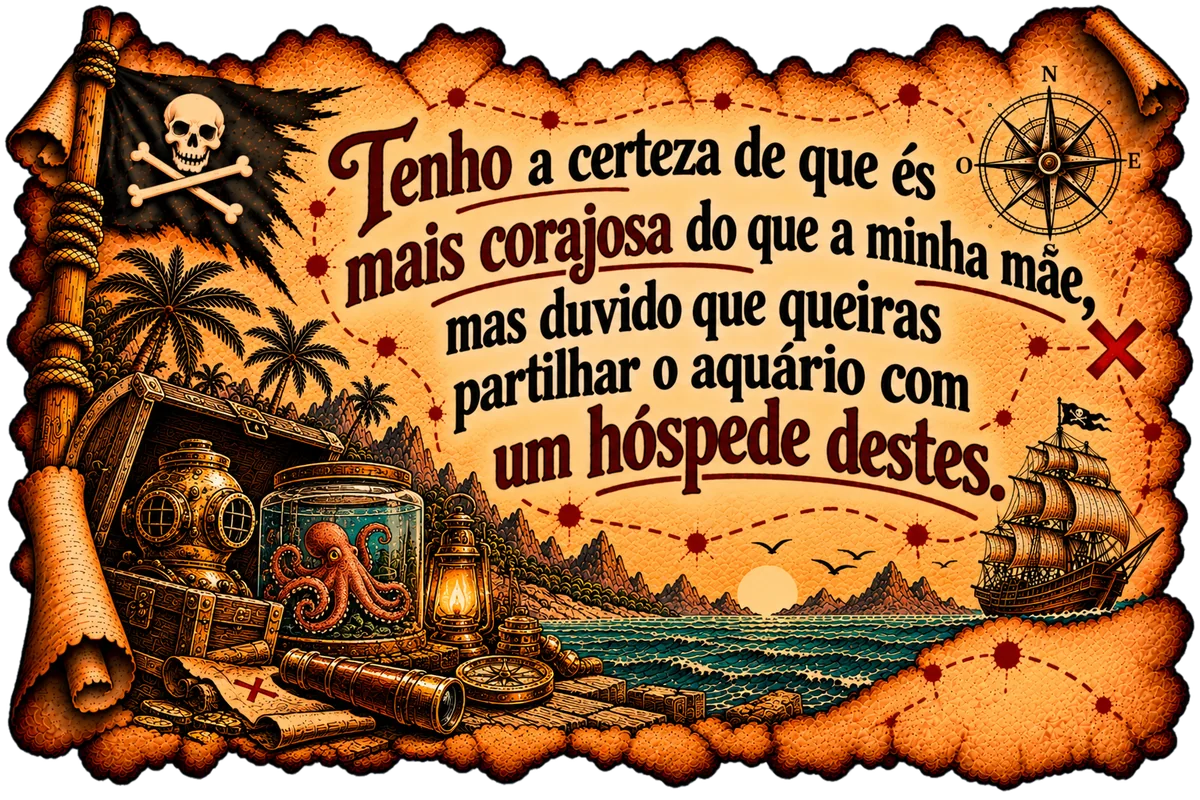 Tenho a certeza de que és
mais corajosa do que a minha mãe,
mas duvido que queiras
partilhar o aquário com
um hóspede destes.
N
O
E
S